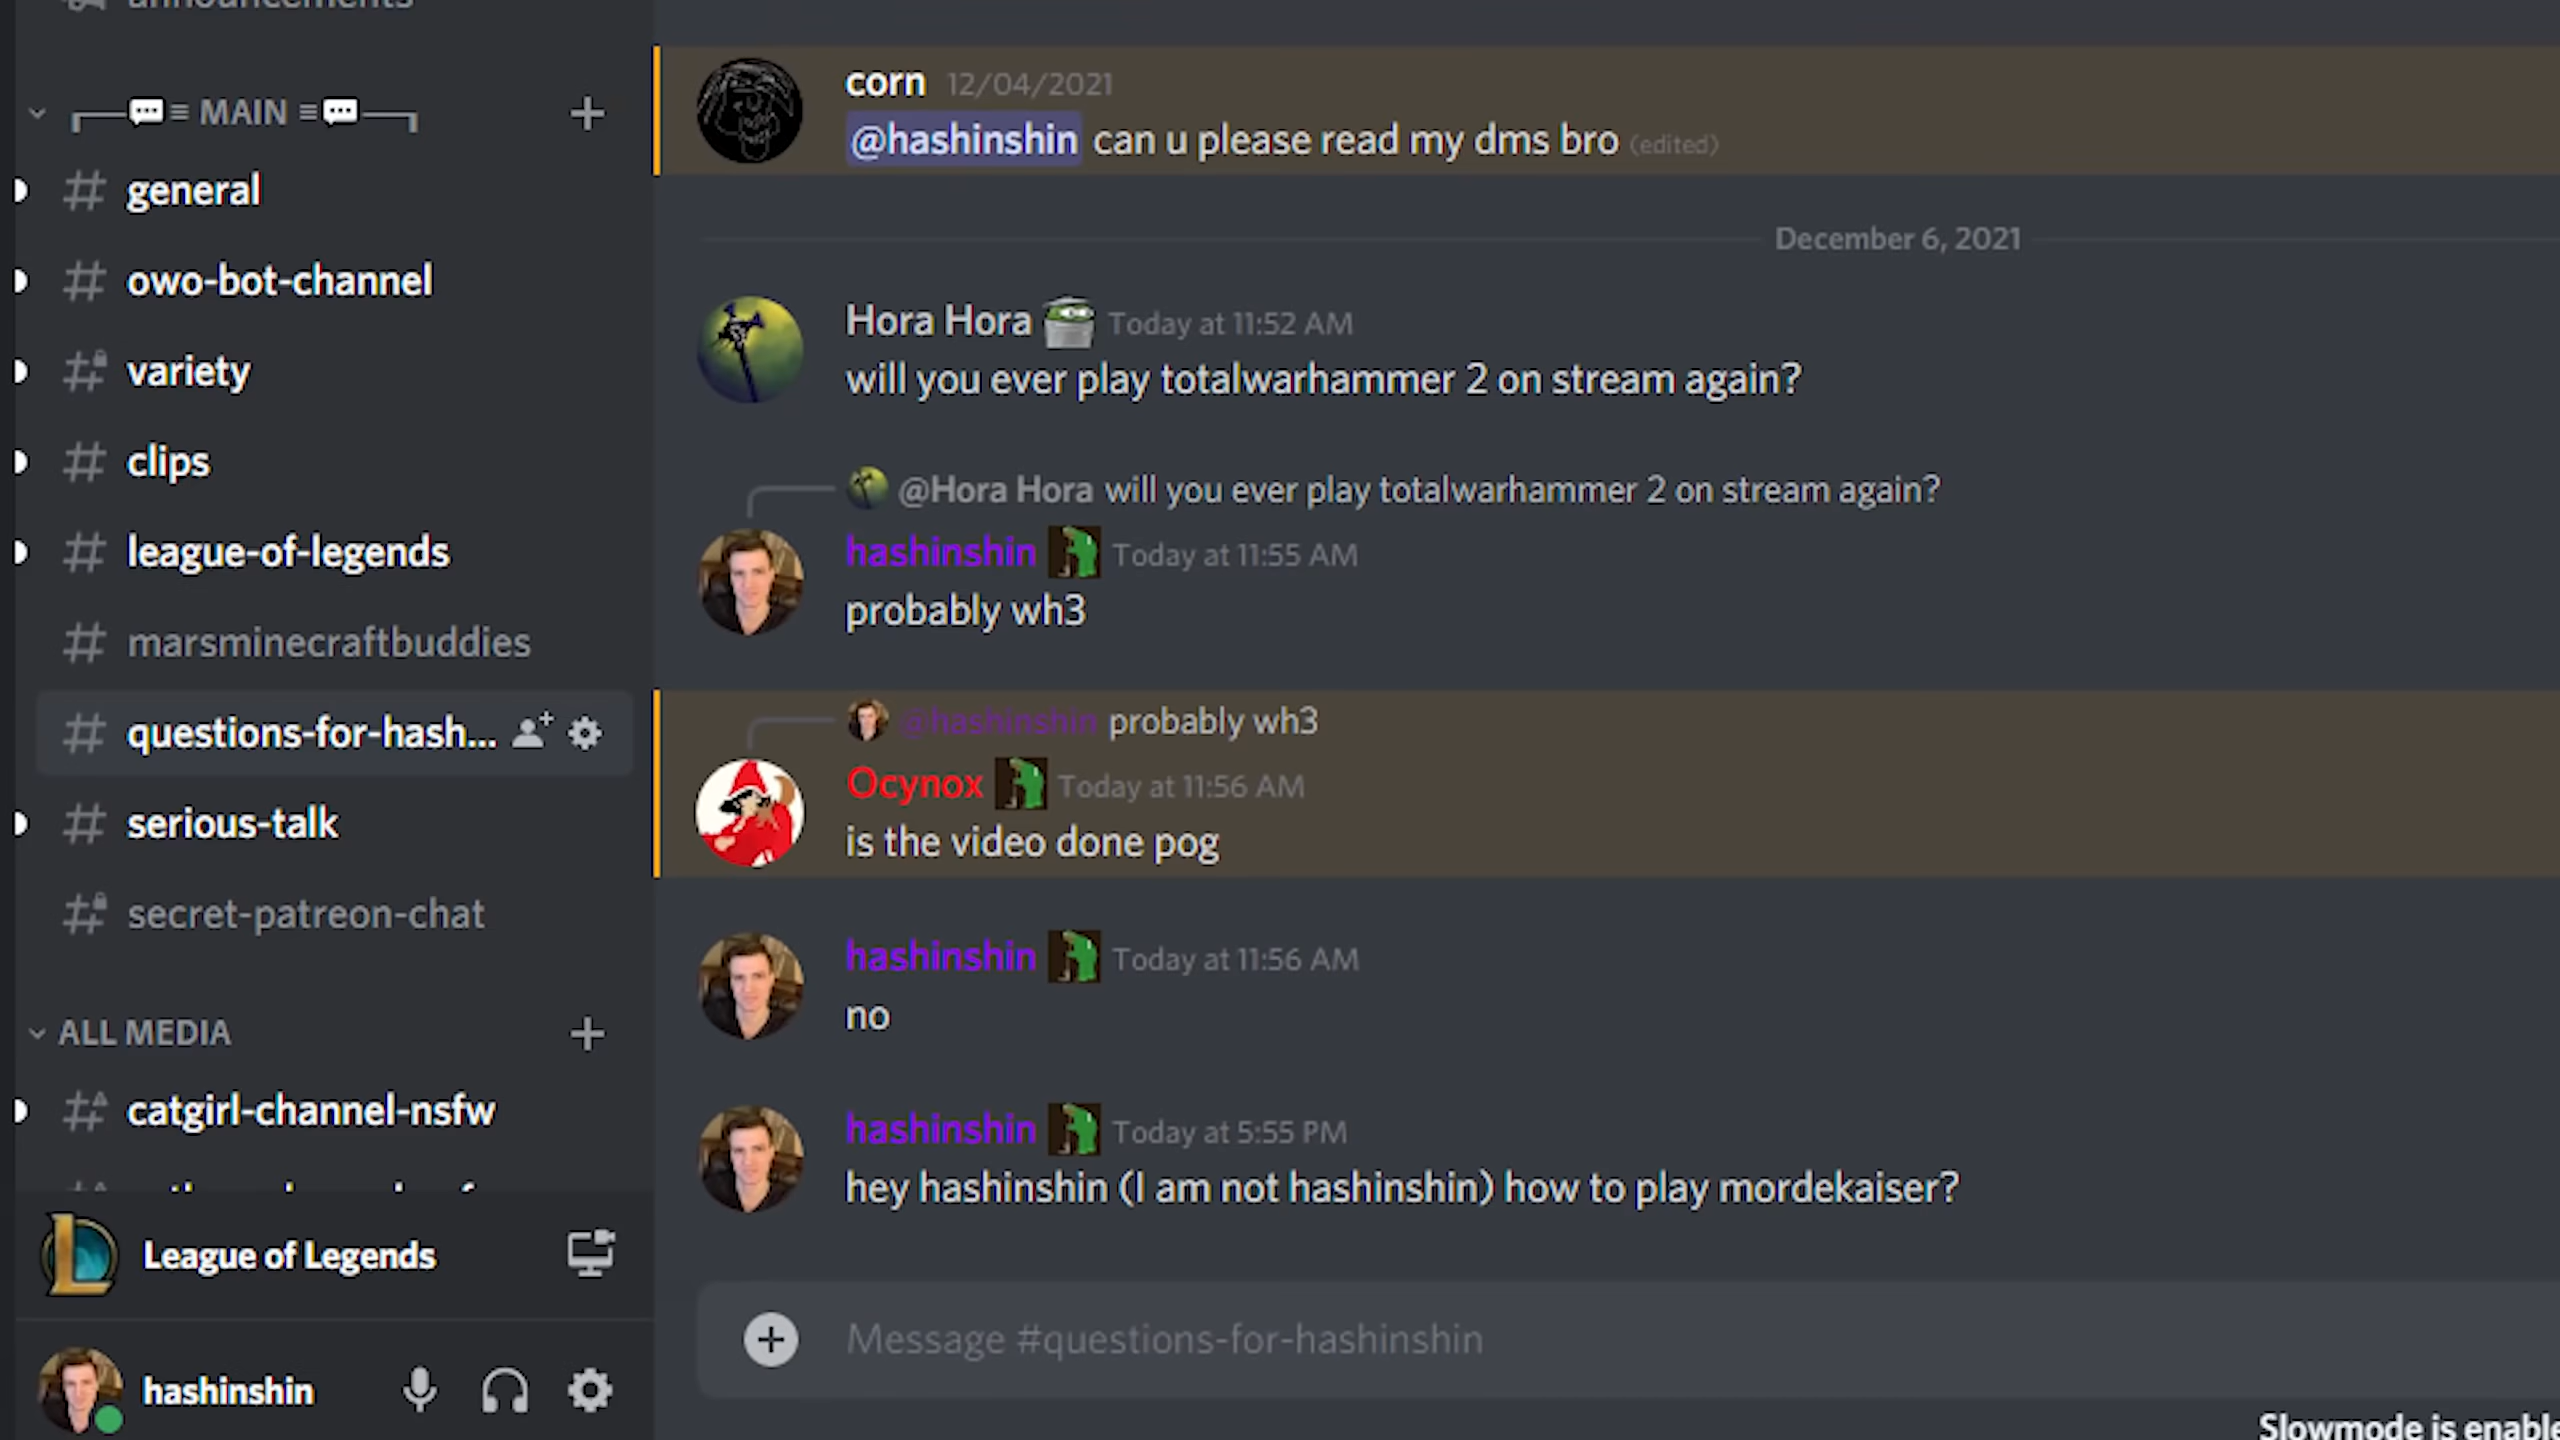 announcements
≡ MAIN ≡
general
owo-bot-channel
variety
clips
league-of-legends
marsminecraftbuddies
questions-for-hash...
serious-talk
secret-patreon-chat
ALL MEDIA
catgirl-channel-nsfw
League of Legends
hashinshin
corn 12/04/2021
@hashinshin can u please read my dms bro (edited)
December 6, 2021
Hora Hora Today at 11:52 AM
will you ever play totalwarhammer 2 on stream again?
@Hora Hora will you ever play totalwarhammer 2 on stream again?
hashinshin Today at 11:55 AM
probably wh3
@hashinshin probably wh3
Ocynox Today at 11:56 AM
is the video done pog
hashinshin Today at 11:56 AM
no
hashinshin Today at 5:55 PM
hey hashinshin (I am not hashinshin) how to play mordekaiser?
Message #questions-for-hashinshin
Slowmode is enable